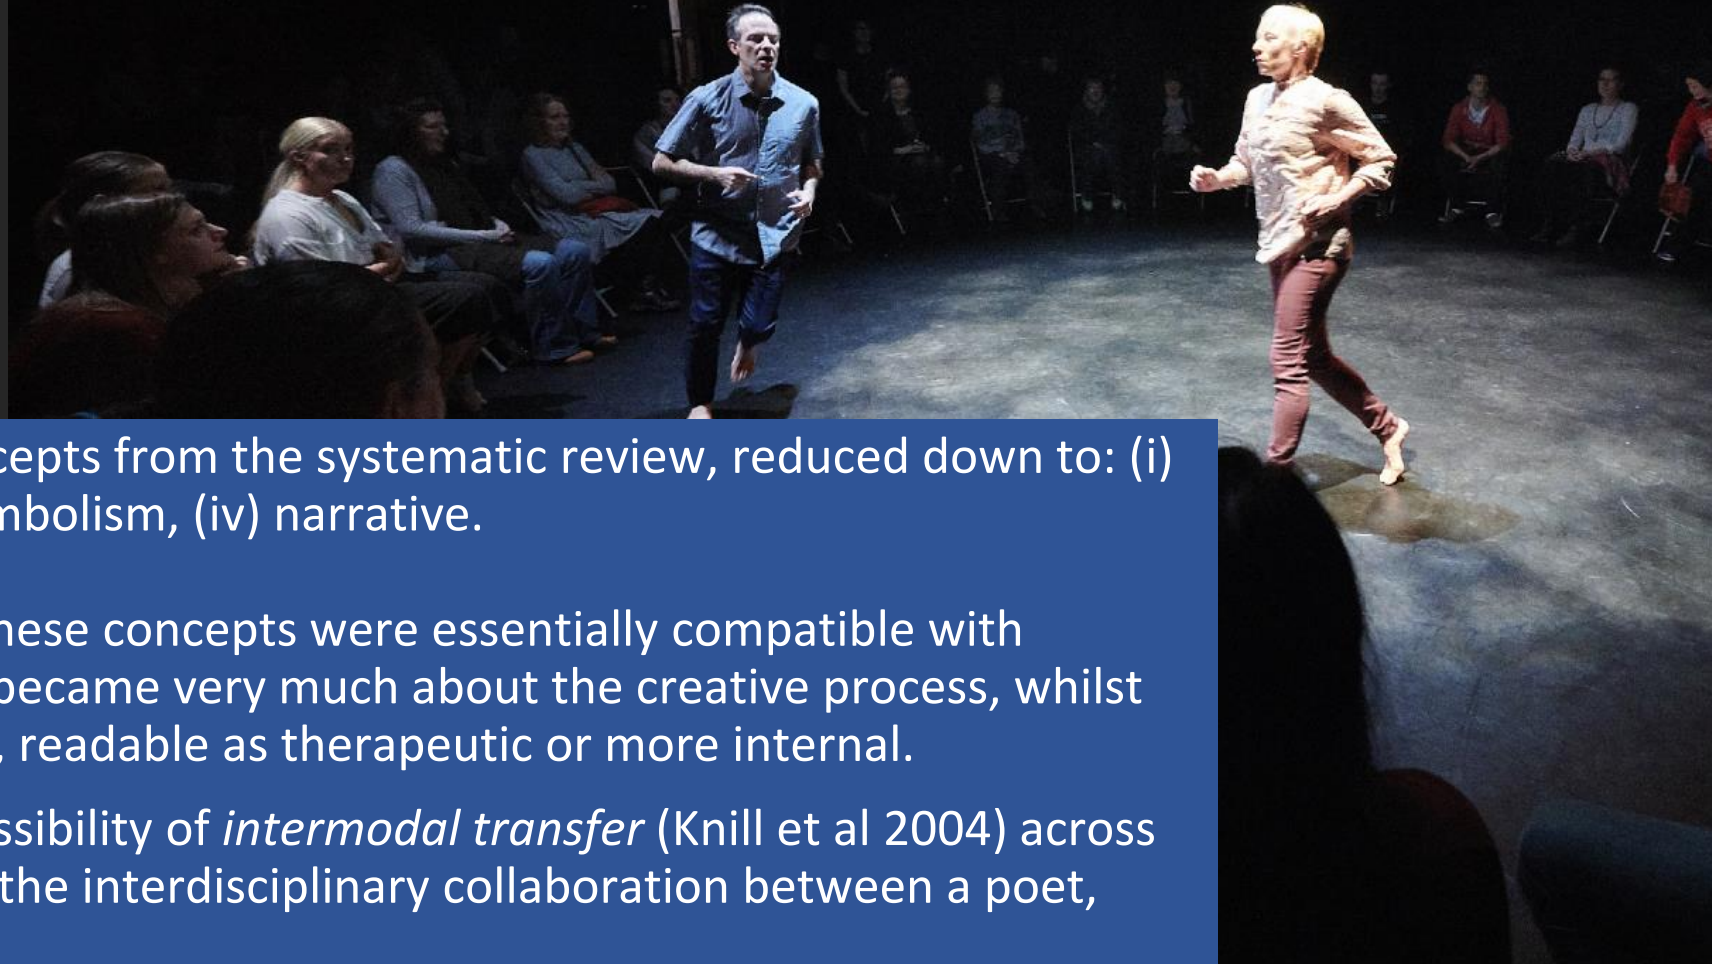 cepts from the systematic review, reduced down to: (i)
mbolism, (iv) narrative.
hese concepts were essentially compatible with
became very much about the creative process, whilst
, readable as therapeutic or more internal.
ssibility of intermodal transfer (Knill et al 2004) across
the interdisciplinary collaboration between a poet,